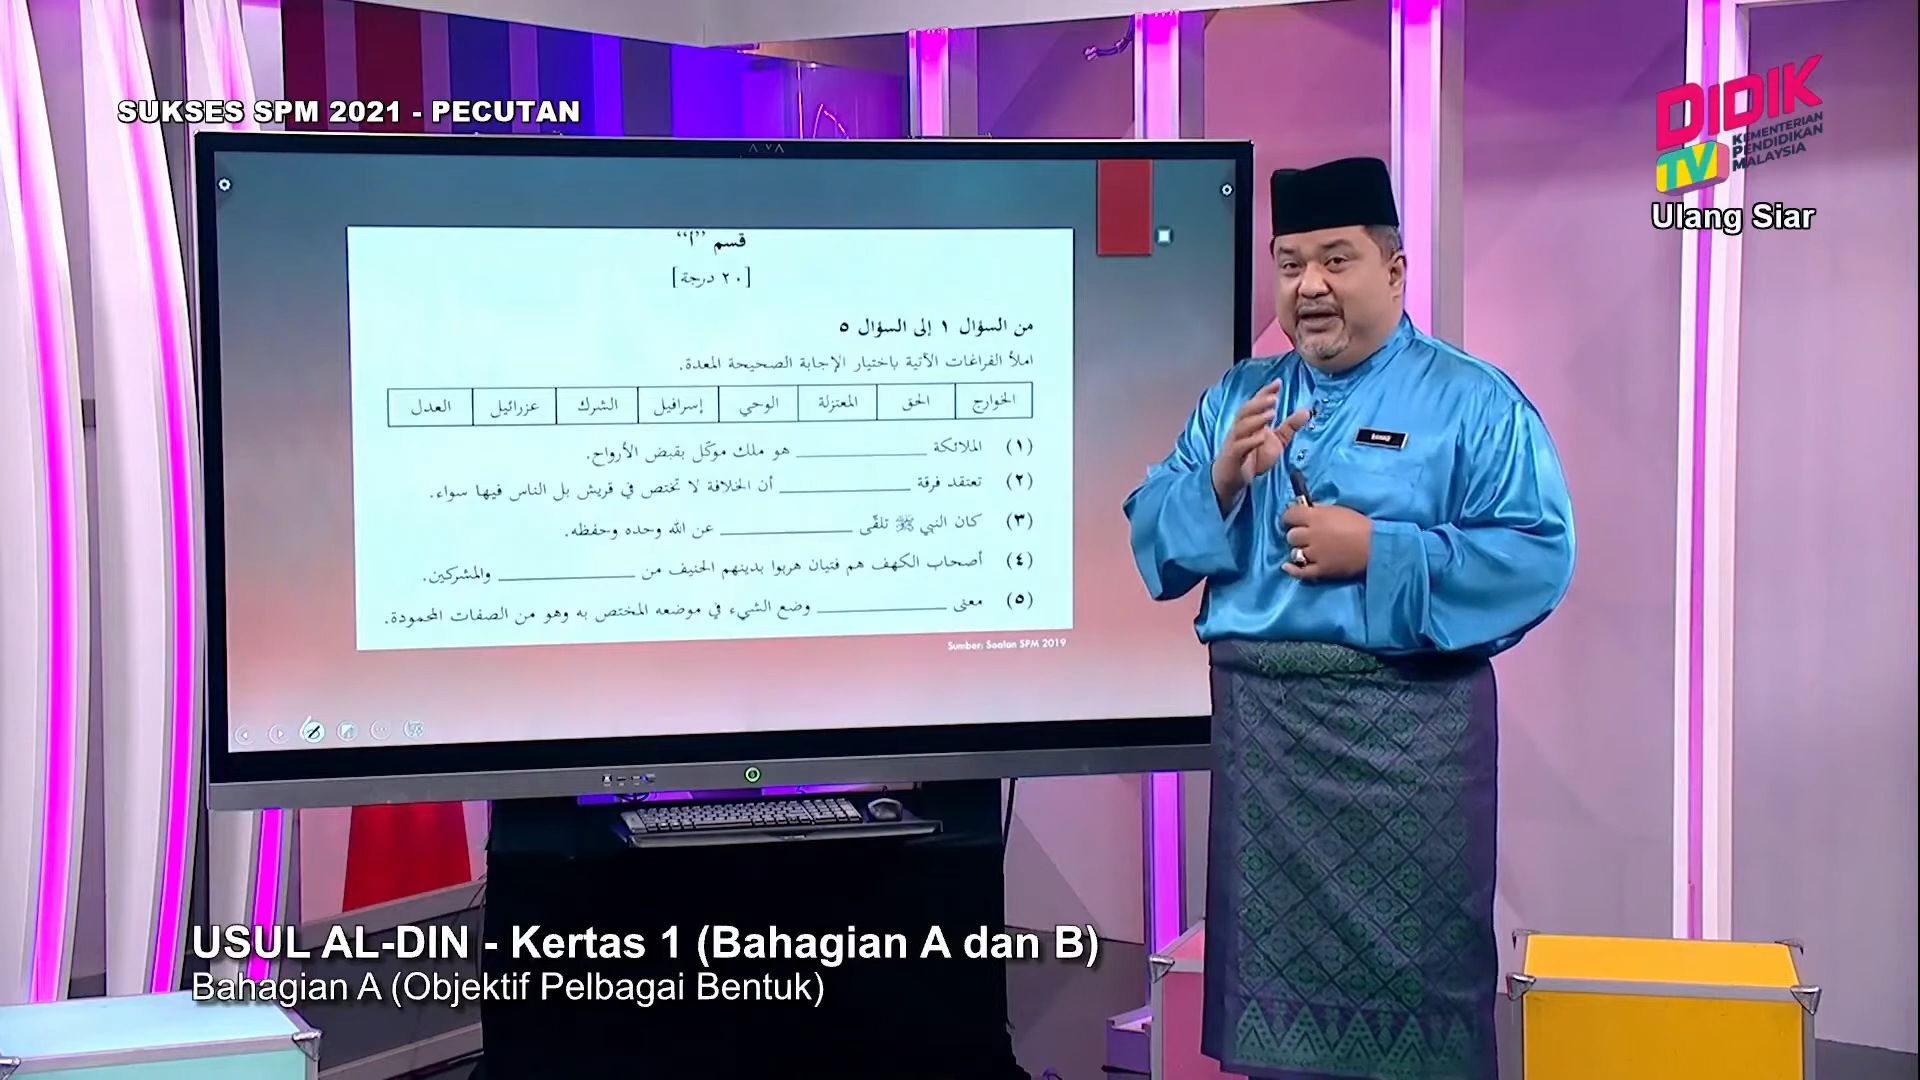 SUKSES SPM 2021 - PECUTAN
DIDIK
TV
KEMENTERIAN
PENDIDIKAN
MALAYSIA
Ulang Siar
قسم "أ"
[٢٠ درجة]
من السؤال ١ إلى السؤال ٥
املأ الفراغات الآتية باختيار الإجابة الصحيحة المعدة.
الخوارج الحق المعتزلة الوحي إسرافيل الشرك عزرائيل العدل
(١) الملائكة ____________ هو ملك موكّل بقبض الأرواح.
(٢) تعتقد فرقة ____________ أن الخلافة لا تختص في قريش بل الناس فيها سواء.
(٣) كان النبي ﷺ تلقّى ____________ عن الله وحده وحفظه.
(٤) أصحاب الكهف هم فتيان هربوا بدينهم الحنيف من ____________ والمشركين.
(٥) معنى ____________ وضع الشيء في موضعه المختص به وهو من الصفات المحمودة.
Sumber: Soalan SPM 2019
USUL AL-DIN - Kertas 1 (Bahagian A dan B)
Bahagian A (Objektif Pelbagai Bentuk)